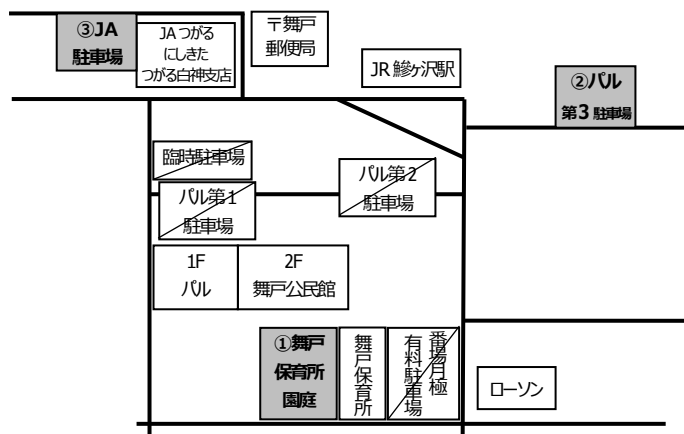 ③JA
駐車場
JAつがる
にしきた
つがる白神支店
〒舞戸
郵便局
JR鰺ヶ沢駅
②パル
第3駐車場
臨時駐車場
パル第1
駐車場
パル第2
駐車場
1F
パル
2F
舞戸公民館
①舞戸
保育所
園庭
舞戸保育所
番場月極
有料駐車場
ローソン